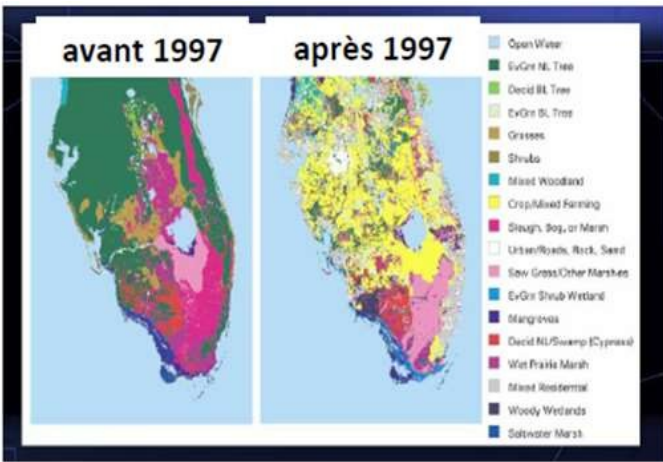 avant 1997
après 1997
Open Water
EvGrn NL Tree
Decid BL Tree
EvGrn BL Tree
Grasses
Shrubs
Mixed Woodland
Crop/Mixed Farming
Slough, Bog, or Marsh
Urban/Roads, Rock, Sand
Saw Grass/Other Marshes
EvGrn Shrub Wetland
Mangroves
Decid NL/Swamp (Cypress)
Wet Prairie Marsh
Mixed Residential
Woody Wetlands
Saltwater Marsh